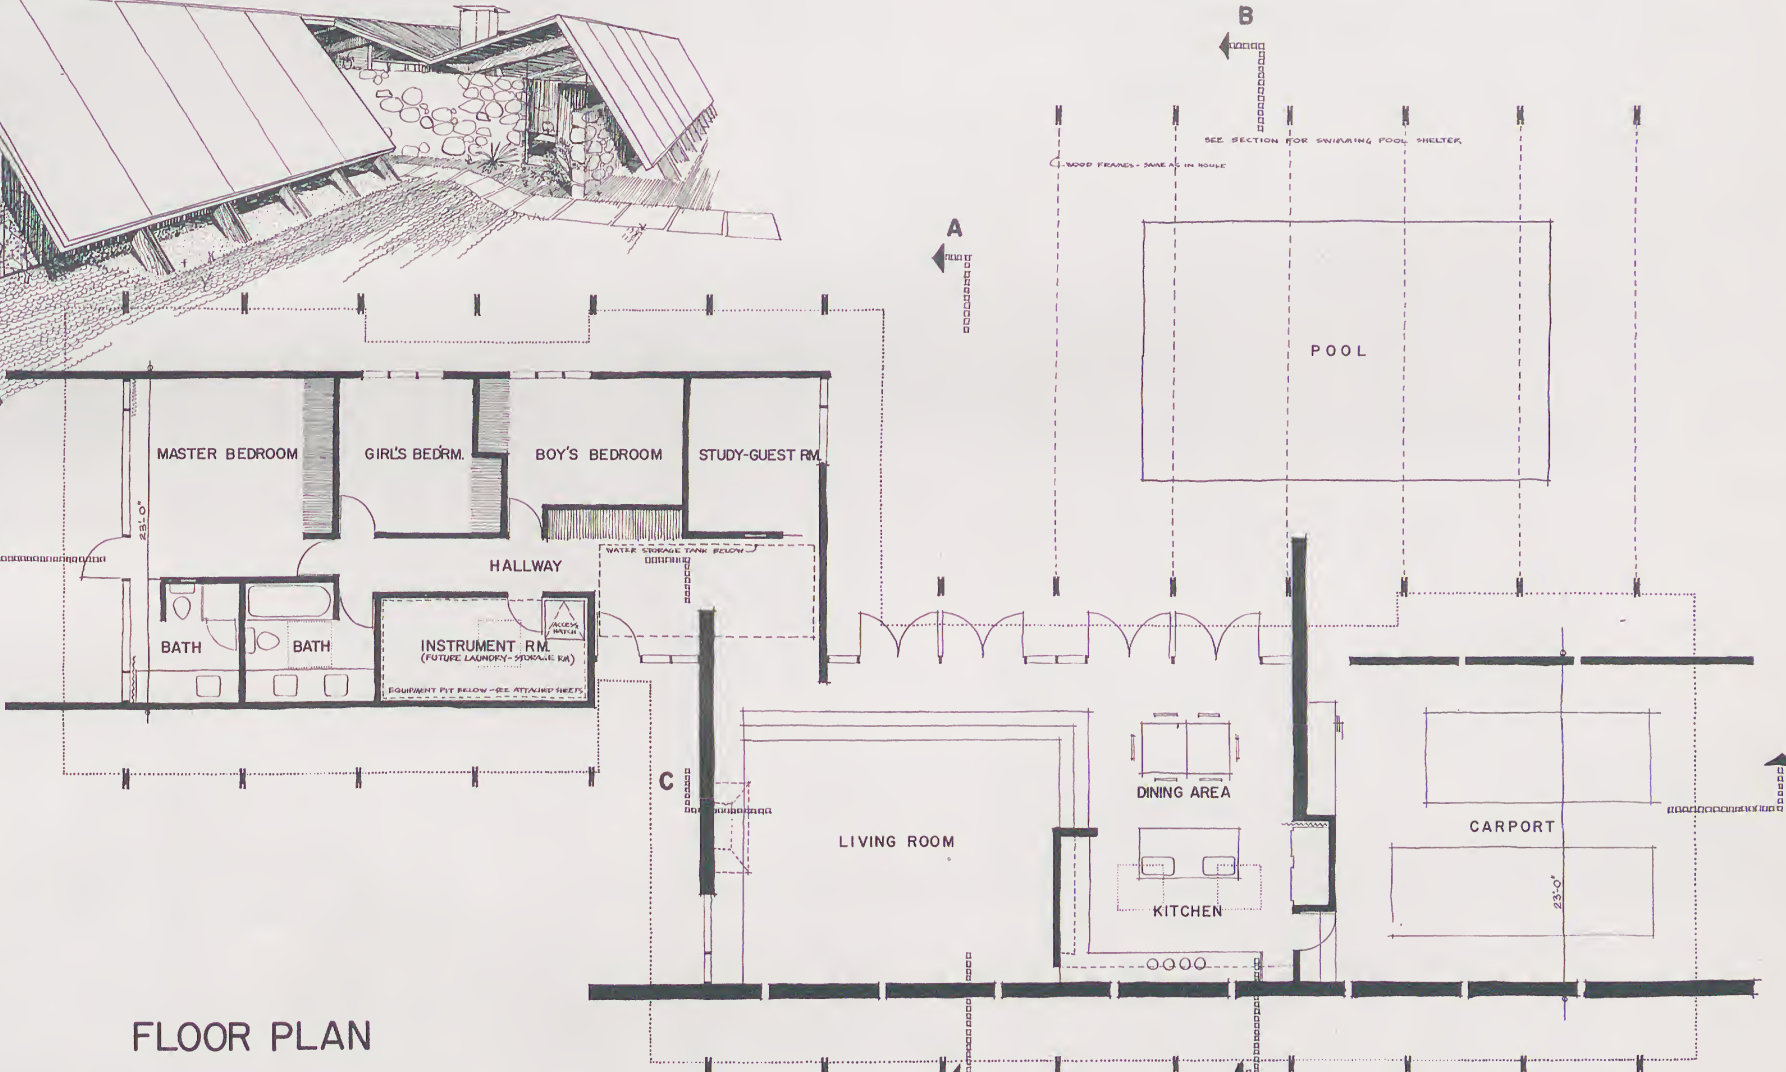 B
SEE SECTION FOR SWIMMING POOL SHELTER
WOOD FRAMES - SAME AS IN HOUSE
A
POOL
MASTER BEDROOM
GIRL'S BED'RM.
BOY'S BEDROOM
STUDY-GUEST RM.
23'-0"
WATER STORAGE TANK BELOW
HALLWAY
ACCESS
HATCH
BATH
BATH
INSTRUMENT RM.
(FUTURE LAUNDRY-STORAGE RM)
EQUIPMENT PIT BELOW - SEE ATTACHED SHEETS
C
DINING AREA
LIVING ROOM
CARPORT
23'-0"
KITCHEN
FLOOR PLAN